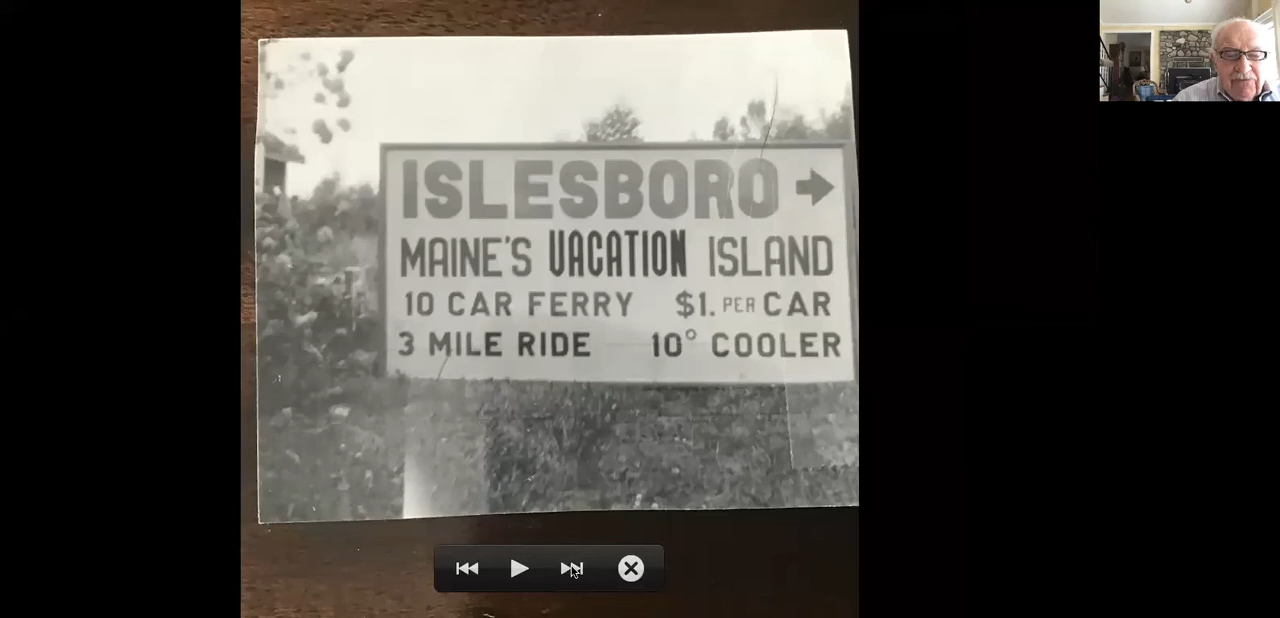 ISLESBORO →
MAINE'S VACATION ISLAND
10 CAR FERRY $1. PER CAR
3 MILE RIDE 10° COOLER